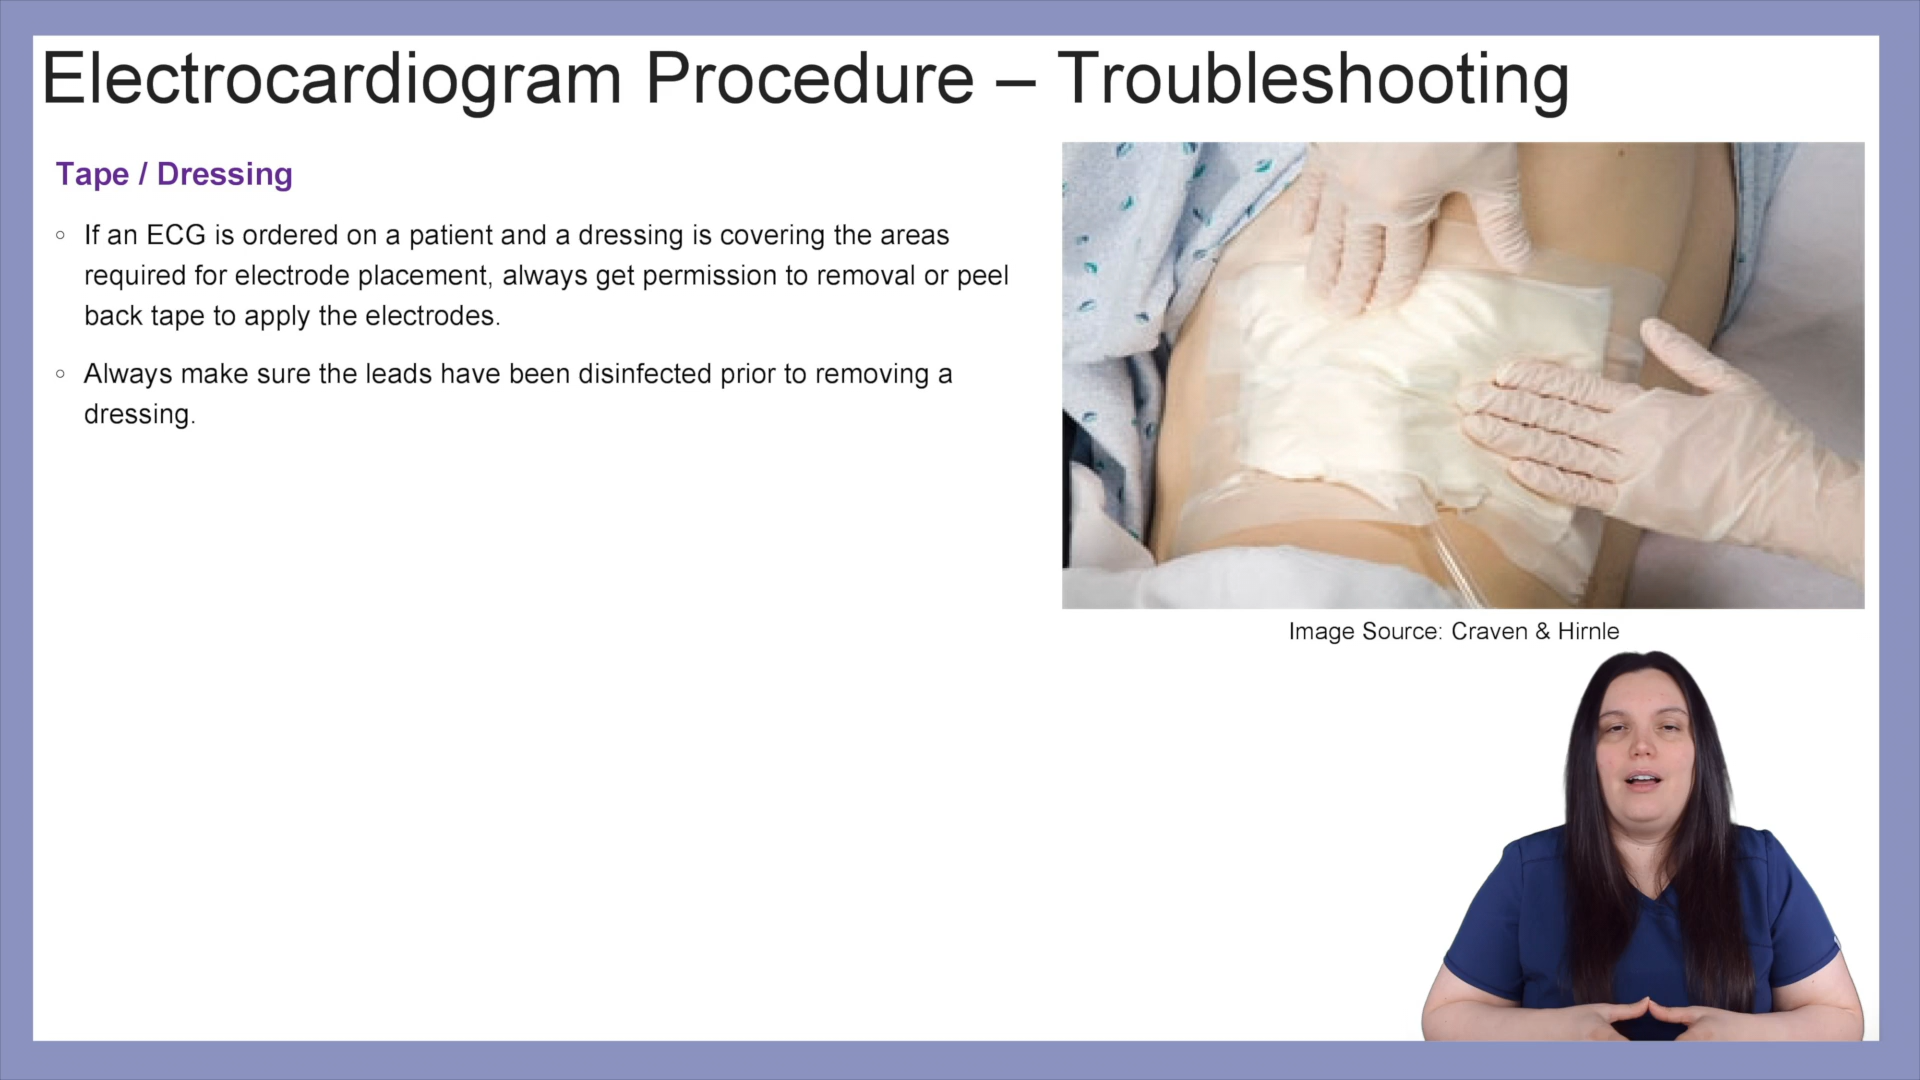 Electrocardiogram Procedure – Troubleshooting
Tape / Dressing
◦ If an ECG is ordered on a patient and a dressing is covering the areas
required for electrode placement, always get permission to removal or peel
back tape to apply the electrodes.
◦ Always make sure the leads have been disinfected prior to removing a
dressing.
Image Source: Craven & Hirnle